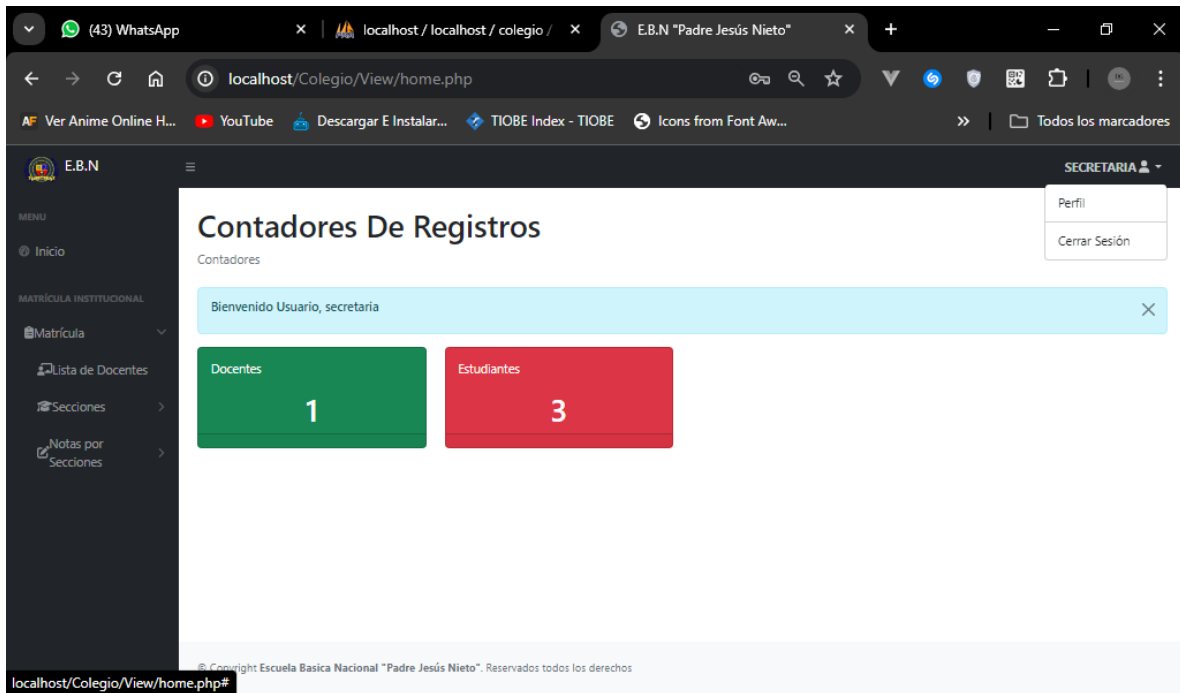 (43) WhatsApp
localhost / localhost / colegio /
E.B.N "Padre Jesús Nieto"
localhost/Colegio/View/home.php
AF Ver Anime Online H...
YouTube
Descargar E Instalar...
TIOBE Index - TIOBE
Icons from Font Aw...
»
Todos los marcadores
E.B.N
SECRETARIA
Perfil
Cerrar Sesión
MENU
Inicio
MATRÍCULA INSTITUCIONAL
Matrícula
Lista de Docentes
Secciones
Notas por
Secciones
Contadores De Registros
Contadores
Bienvenido Usuario, secretaria
Docentes
1
Estudiantes
3
© Copyright Escuela Basica Nacional "Padre Jesús Nieto". Reservados todos los derechos
localhost/Colegio/View/home.php#